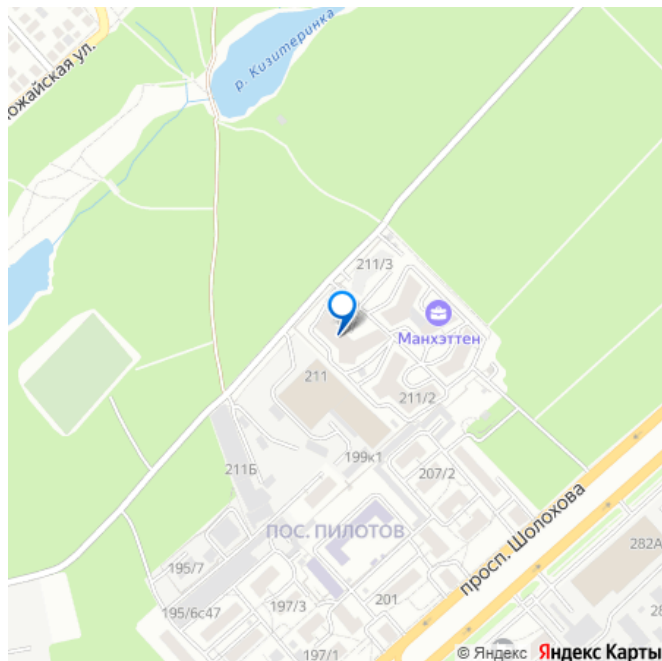 р. Кизитеринка
ожайская ул.
211/3
Манхэттен
211
211/2
199к1
207/2
211Б
ПОС. ПИЛОТОВ
просп. Шолохова
282А
195/7
28
195/6с47
197/3
201
197/1
© Яндекс Яндекс Карты